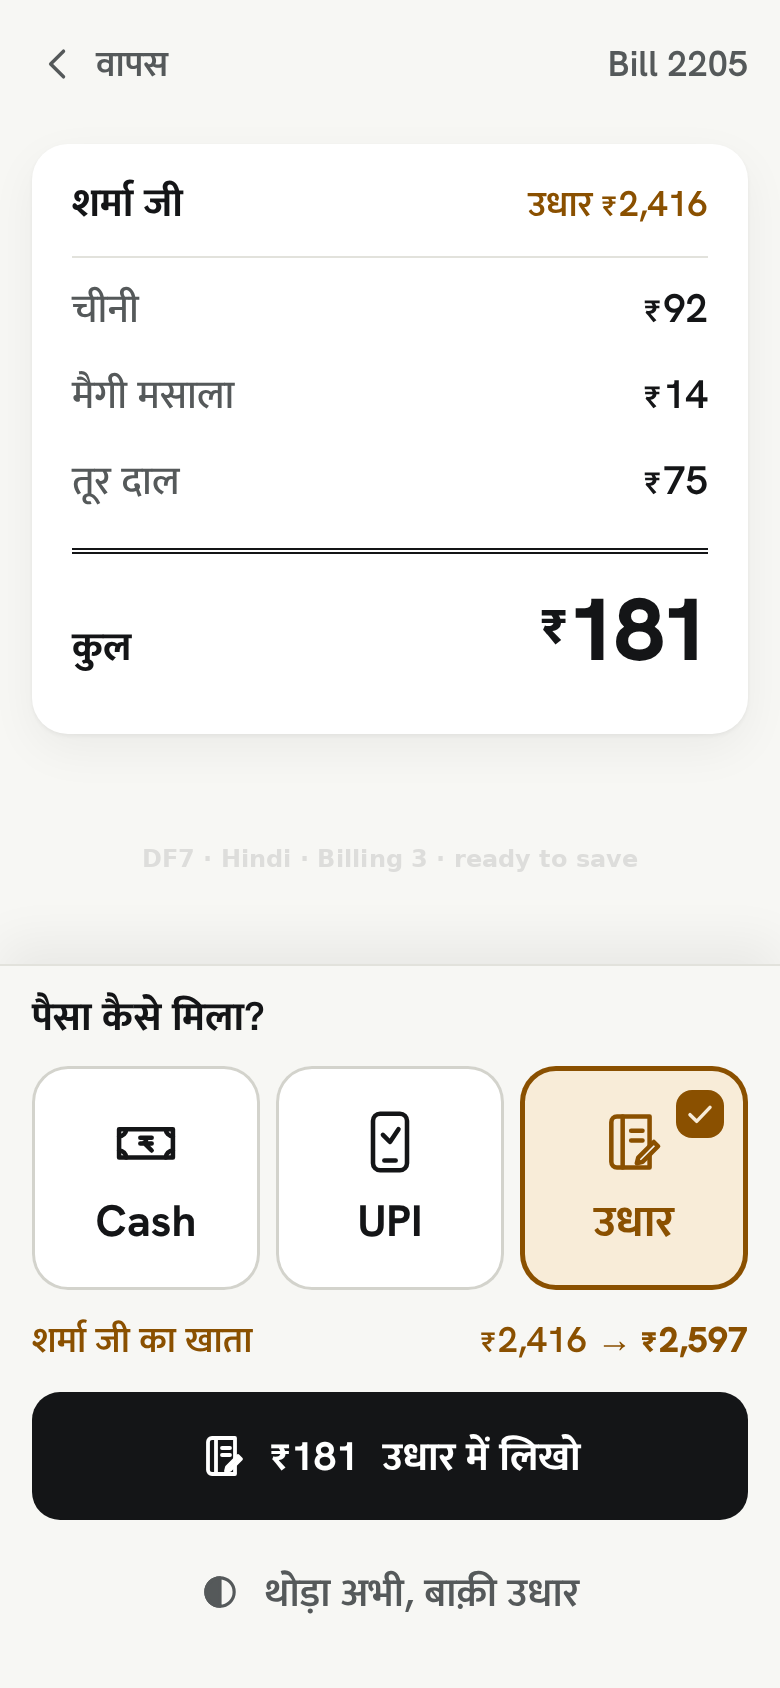 वापस Bill 2205
शर्मा जी उधार ₹2,416
चीनी ₹92
मैगी मसाला ₹14
तूर दाल ₹75
कुल ₹181
DF7 · Hindi · Billing 3 · ready to save
पैसा कैसे मिला?
Cash UPI उधार
शर्मा जी का खाता ₹2,416 → ₹2,597
₹181 उधार में लिखो
थोड़ा अभी, बाक़ी उधार